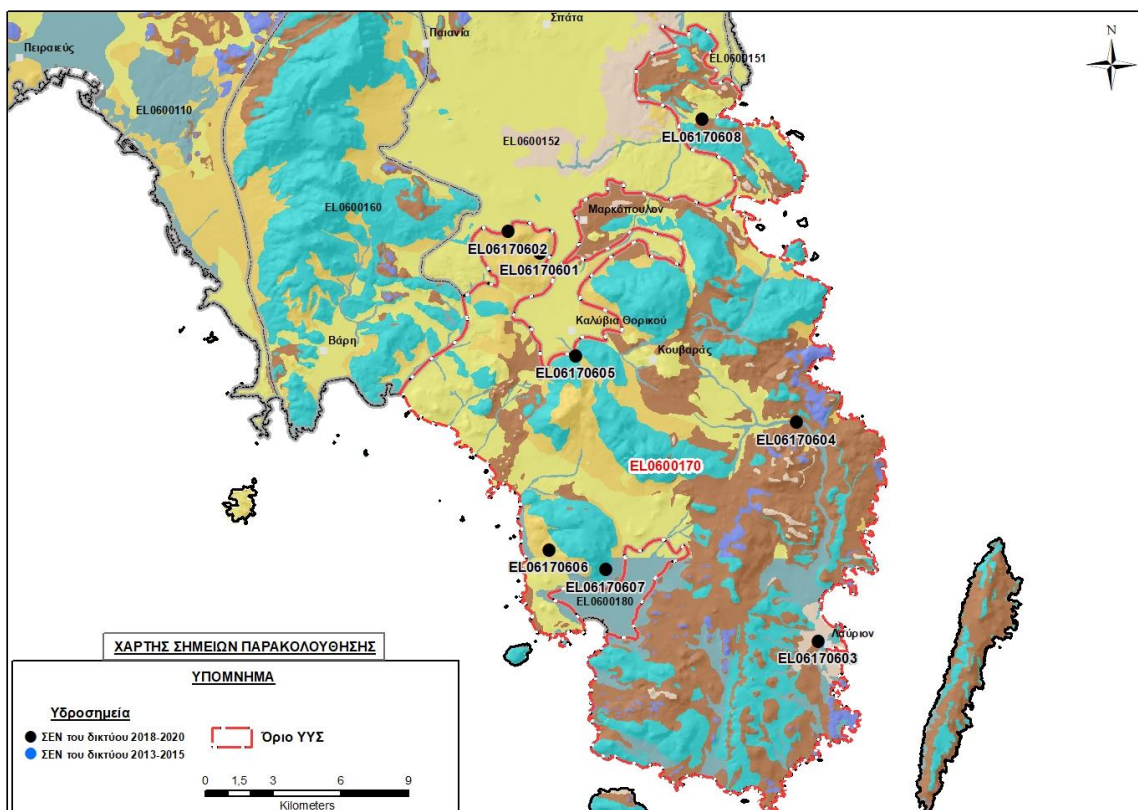 Σπάτα
N
Παιανία
Πειραιεύς
EL0600151
EL0600110
EL06170608
EL0600152
EL0600160
Μαρκόπουλον
EL06170602
EL06170601
Καλύβια Θορικού
Βάρη
Κουβαράς
EL06170605
EL06170604
EL0600170
EL06170606
EL06170607
EL0600180
Λαύριον
EL06170603
ΧΑΡΤΗΣ ΣΗΜΕΙΩΝ ΠΑΡΑΚΟΛΟΥΘΗΣΗΣ
ΥΠΟΜΝΗΜΑ
Υδροσημεία
ΣΕΝ του δικτύου 2018-2020
Όριο ΥΥΣ
ΣΕΝ του δικτύου 2013-2015
0 1,5 3 6 9
Kilometers